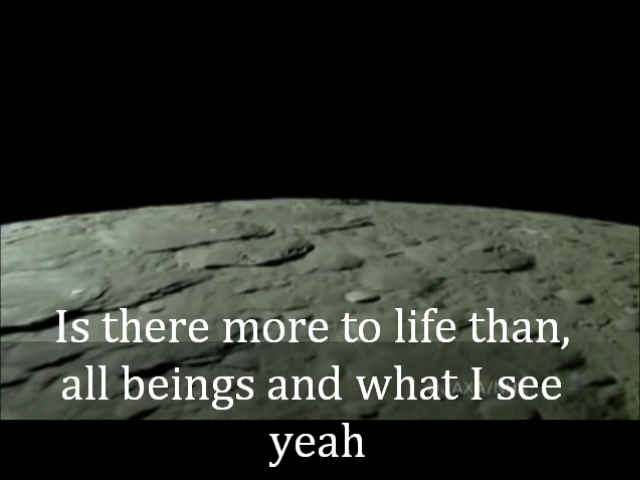 Is there more to life than,
all beings and what I see
yeah